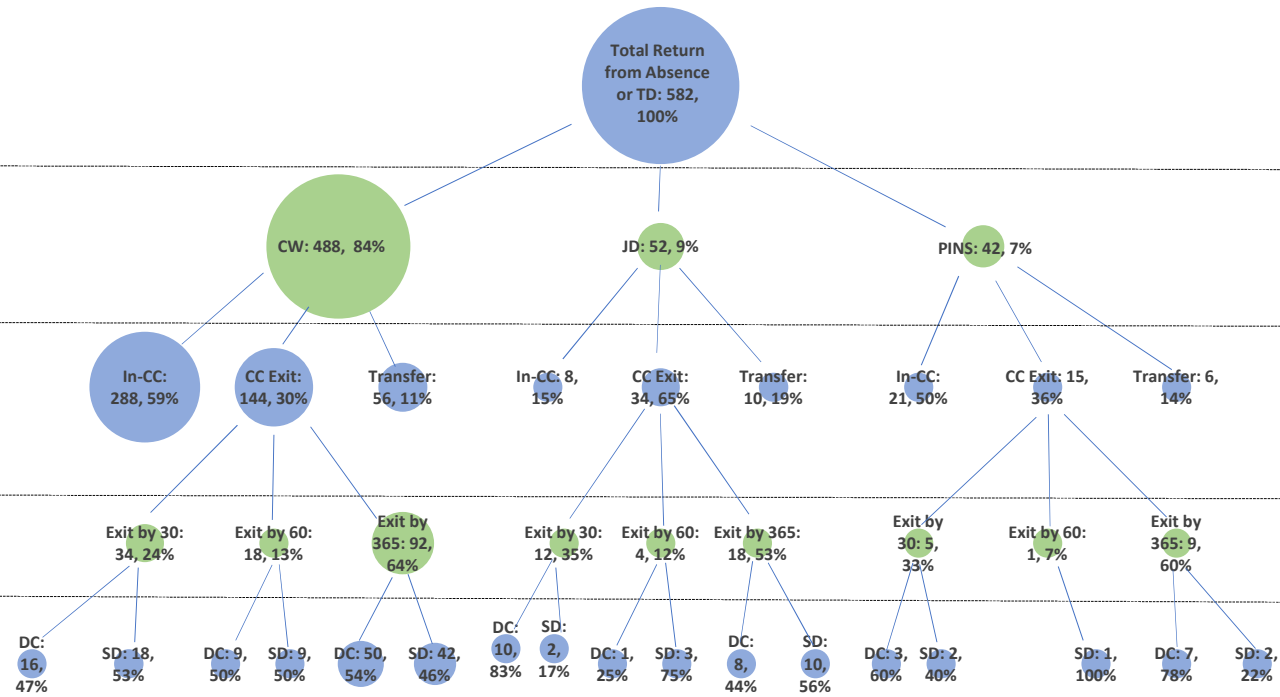 Total Return
from Absence
or TD: 582,
100%
CW: 488,  84%
JD: 52, 9%
PINS: 42, 7%
In-CC:
288, 59%
CC Exit:
144, 30%
Transfer:
56, 11%
In-CC: 8,
15%
CC Exit:
34, 65%
Transfer:
10, 19%
In-CC:
21, 50%
CC Exit: 15,
36%
Transfer: 6,
14%
Exit by 30:
34, 24%
Exit by 60:
18, 13%
Exit by
365: 92,
64%
Exit by 30:
12, 35%
Exit by 60:
4, 12%
Exit by 365:
18, 53%
Exit by
30: 5,
33%
Exit by 60:
1, 7%
Exit by
365: 9,
60%
DC:
16,
47%
SD: 18,
53%
DC: 9,
50%
SD: 9,
50%
DC: 50,
54%
SD: 42,
46%
DC:
10,
83%
SD:
2,
17%
DC: 1,
25%
SD: 3,
75%
DC:
8,
44%
SD:
10,
56%
DC: 3,
60%
SD: 2,
40%
SD: 1,
100%
DC: 7,
78%
SD: 2,
22%